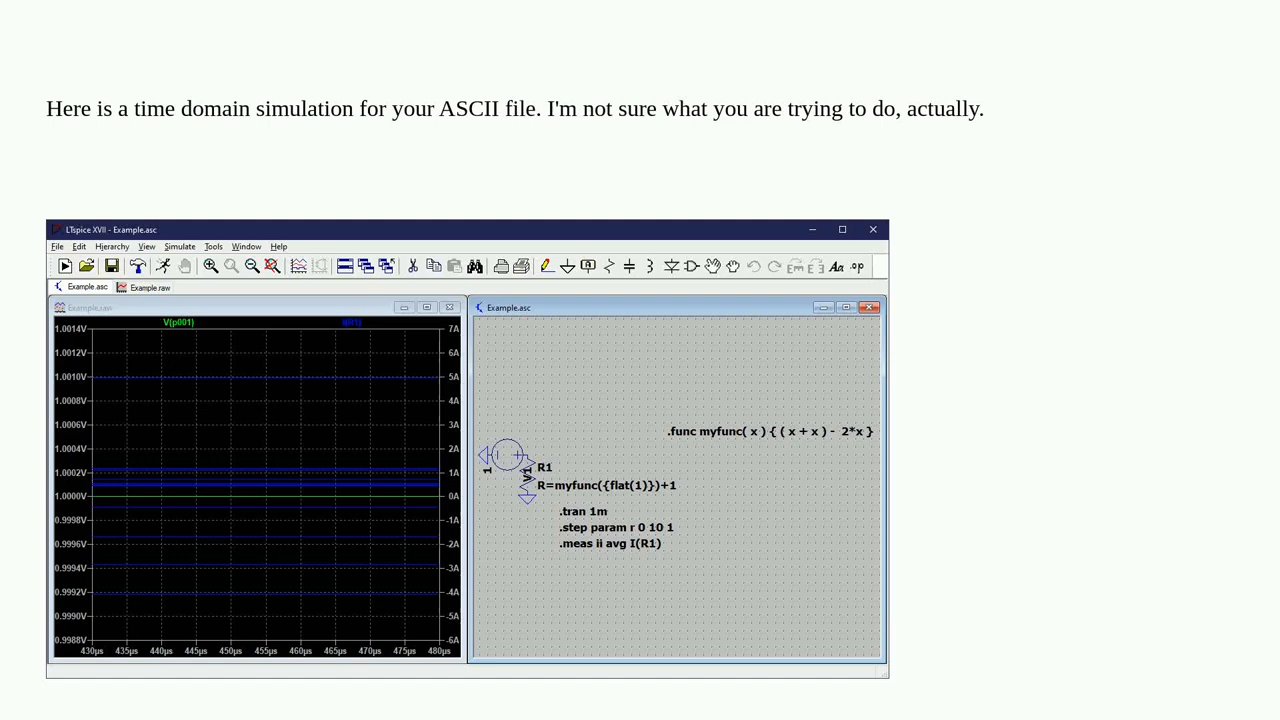 Here is a time domain simulation for your ASCII file. I'm not sure what you are trying to do, actually.
LTspice XVII - Example.asc
File Edit Hierarchy View Simulate Tools Window Help
Example.asc Example.raw
Example.raw
V(p001) I(R1)
1.0014V 7A
1.0012V 6A
1.0010V 5A
1.0008V 4A
1.0006V 3A
1.0004V 2A
1.0002V 1A
1.0000V 0A
0.9998V -1A
0.9996V -2A
0.9994V -3A
0.9992V -4A
0.9990V -5A
0.9988V -6A
430µs 435µs 440µs 445µs 450µs 455µs 460µs 465µs 470µs 475µs 480µs
Example.asc
.func myfunc( x ) { ( x + x ) - 2*x }
1
V1
R1
R=myfunc({flat(1)})+1
.tran 1m
.step param r 0 10 1
.meas ii avg I(R1)